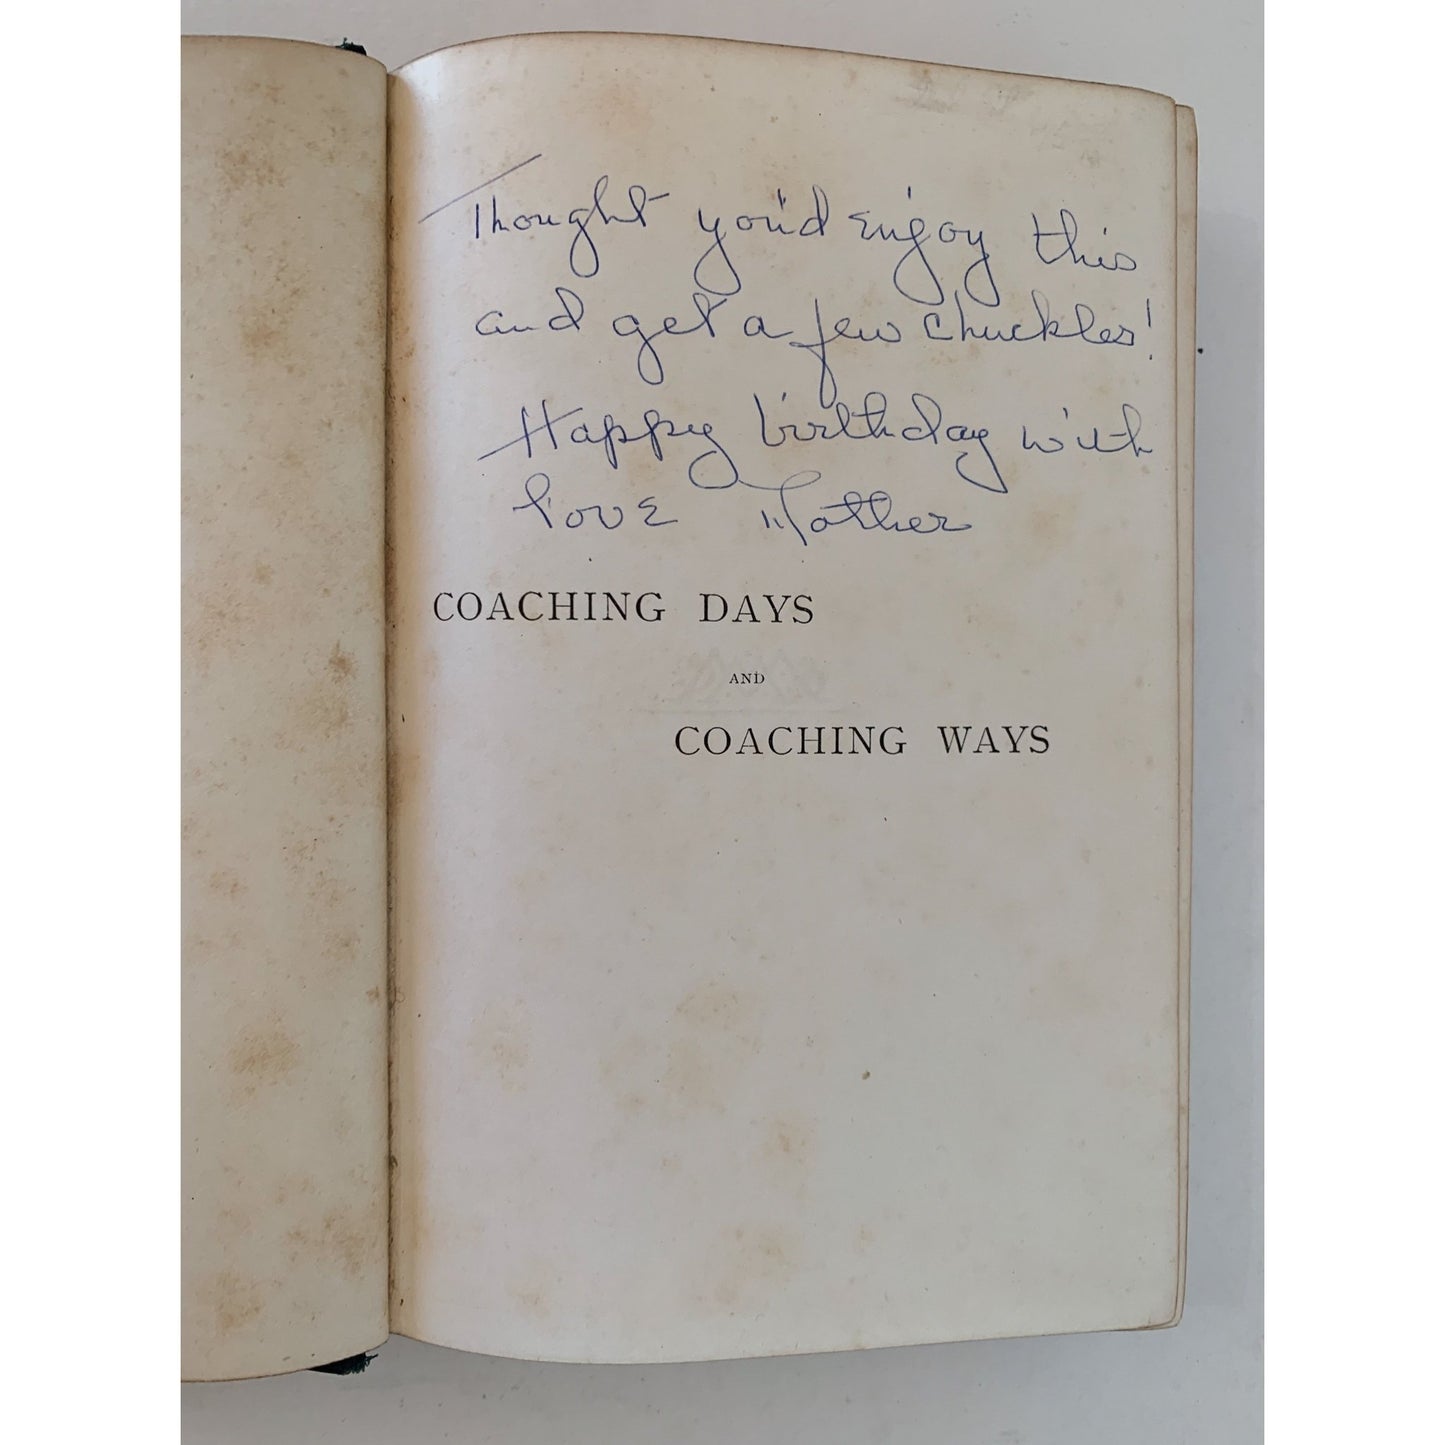 Thought you'd enjoy this
and get a few chuckles!
Happy birthday with
love Mother
COACHING DAYS
AND
COACHING WAYS